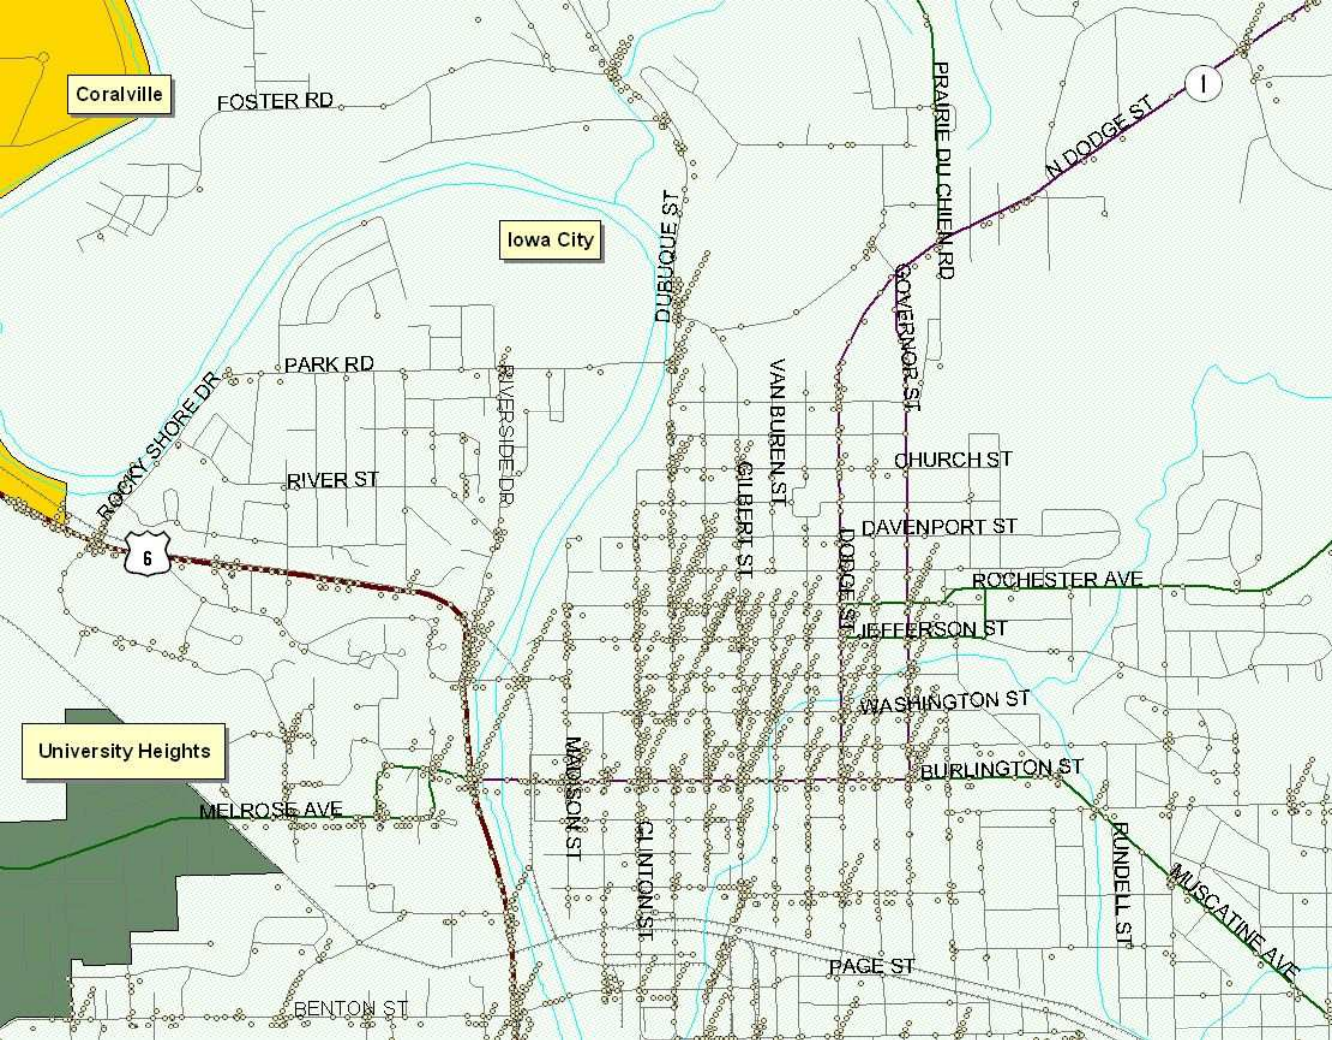 Coralville
FOSTER RD
PRAIRIE DU CHIEN RD
1
N DODGE ST
Iowa City
DUBUQUE ST
GOVERNOR ST
PARK RD
RIVERSIDE DR
VAN BUREN ST
ROCKY SHORE DR
RIVER ST
GILBERT ST
CHURCH ST
DAVENPORT ST
6
DODGE ST
ROCHESTER AVE
JEFFERSON ST
WASHINGTON ST
University Heights
MADISON ST
BURLINGTON ST
MELROSE AVE
CLINTON ST
RUNDELL ST
MUSCATINE AVE
PAGE ST
BENTON ST